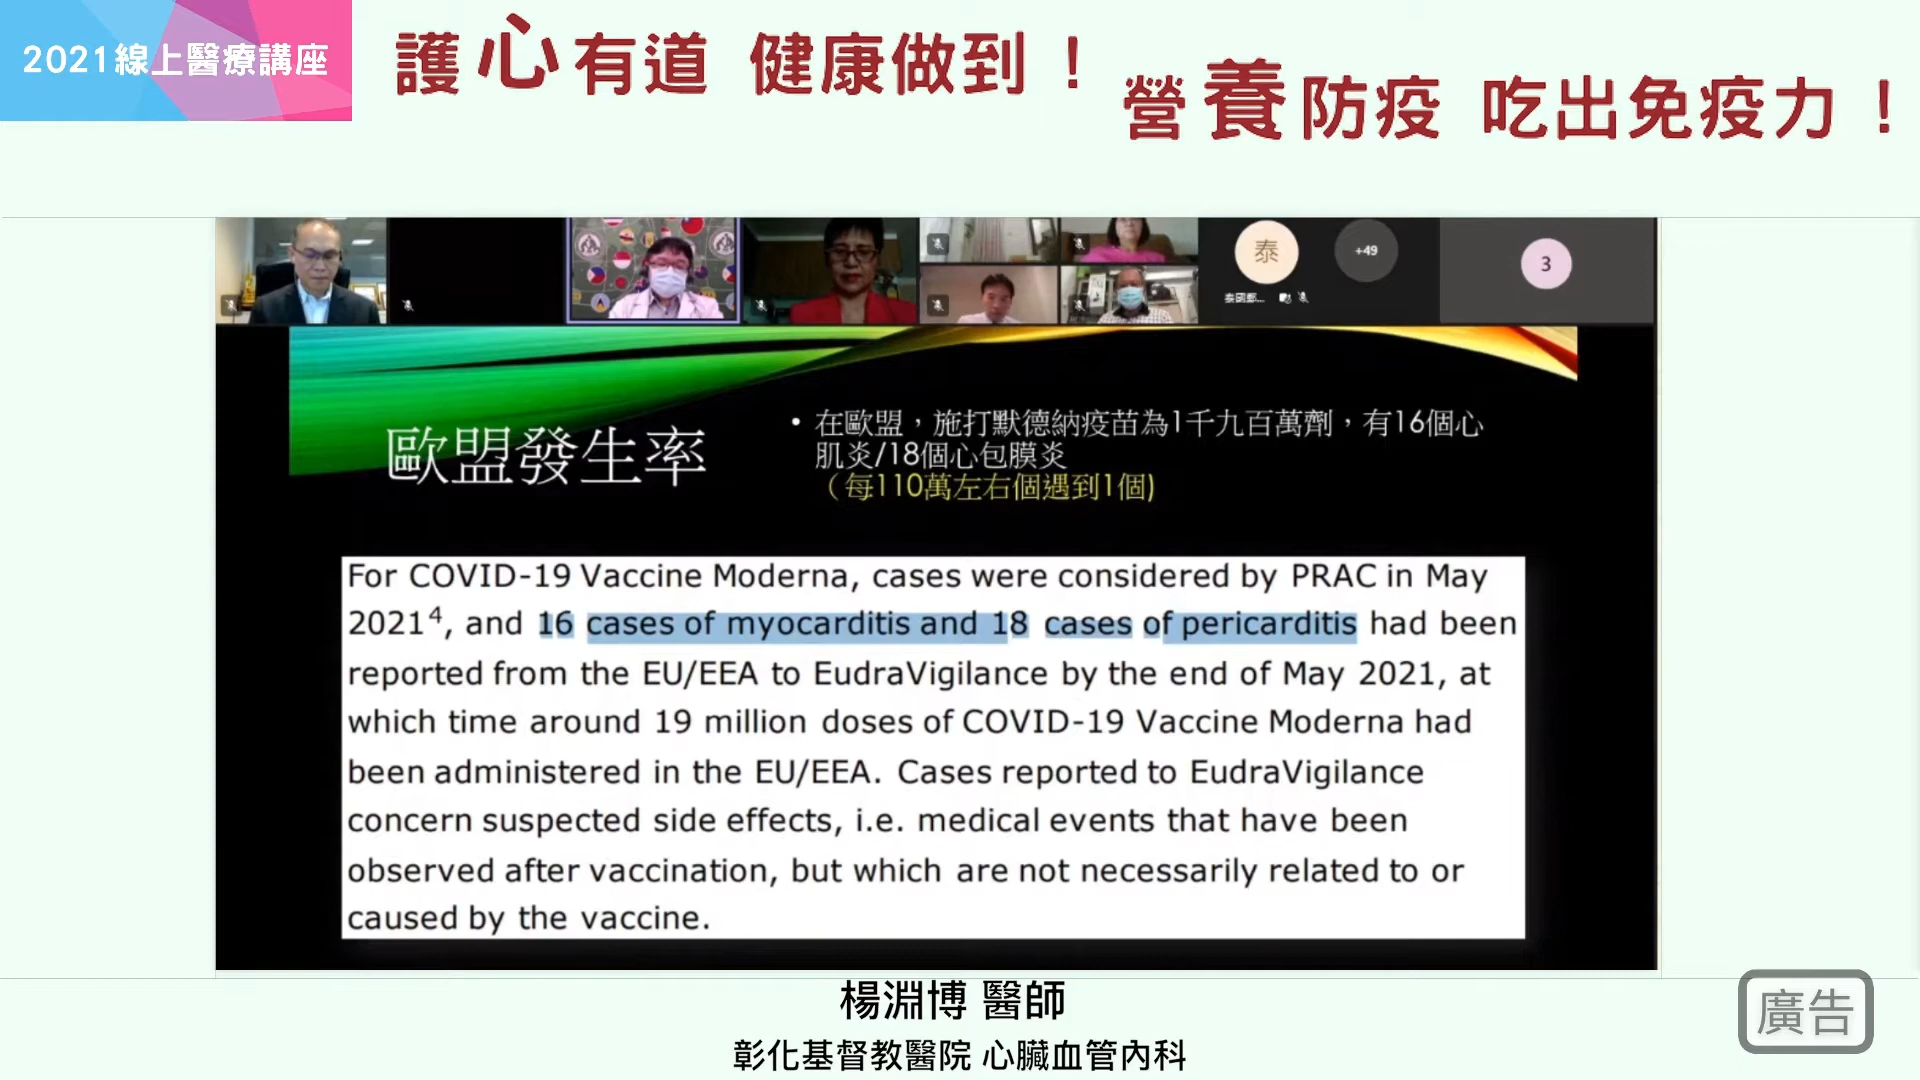 2021線上醫療講座
護心有道 健康做到！
營養防疫 吃出免疫力！
泰
+49
3
歐盟發生率
• 在歐盟，施打默德納疫苗為1千九百萬劑，有16個心
肌炎/18個心包膜炎
（每110萬左右個遇到1個)
For COVID-19 Vaccine Moderna, cases were considered by PRAC in May
2021⁴, and 16 cases of myocarditis and 18 cases of pericarditis had been
reported from the EU/EEA to EudraVigilance by the end of May 2021, at
which time around 19 million doses of COVID-19 Vaccine Moderna had
been administered in the EU/EEA. Cases reported to EudraVigilance
concern suspected side effects, i.e. medical events that have been
observed after vaccination, but which are not necessarily related to or
caused by the vaccine.
楊淵博 醫師
彰化基督教醫院 心臟血管內科
廣告